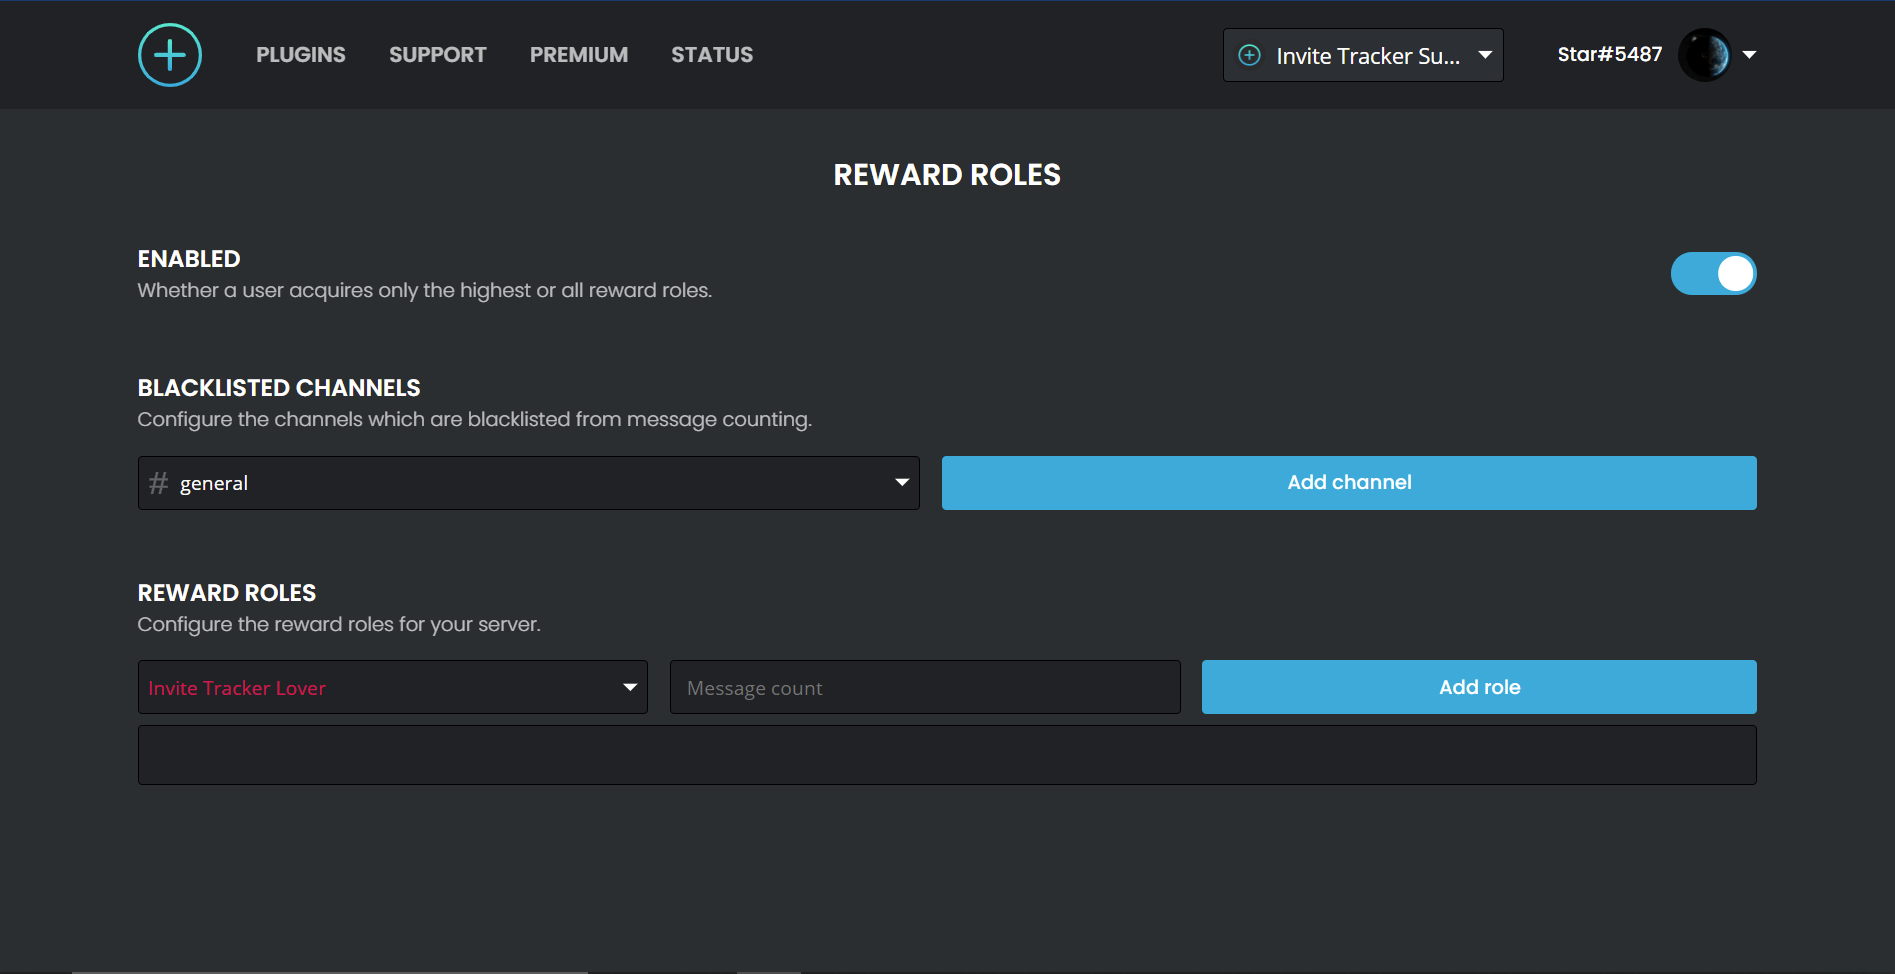 PLUGINS SUPPORT PREMIUM STATUS Invite Tracker Su... Star#5487
REWARD ROLES
ENABLED
Whether a user acquires only the highest or all reward roles.
BLACKLISTED CHANNELS
Configure the channels which are blacklisted from message counting.
# general Add channel
REWARD ROLES
Configure the reward roles for your server.
Invite Tracker Lover Message count Add role